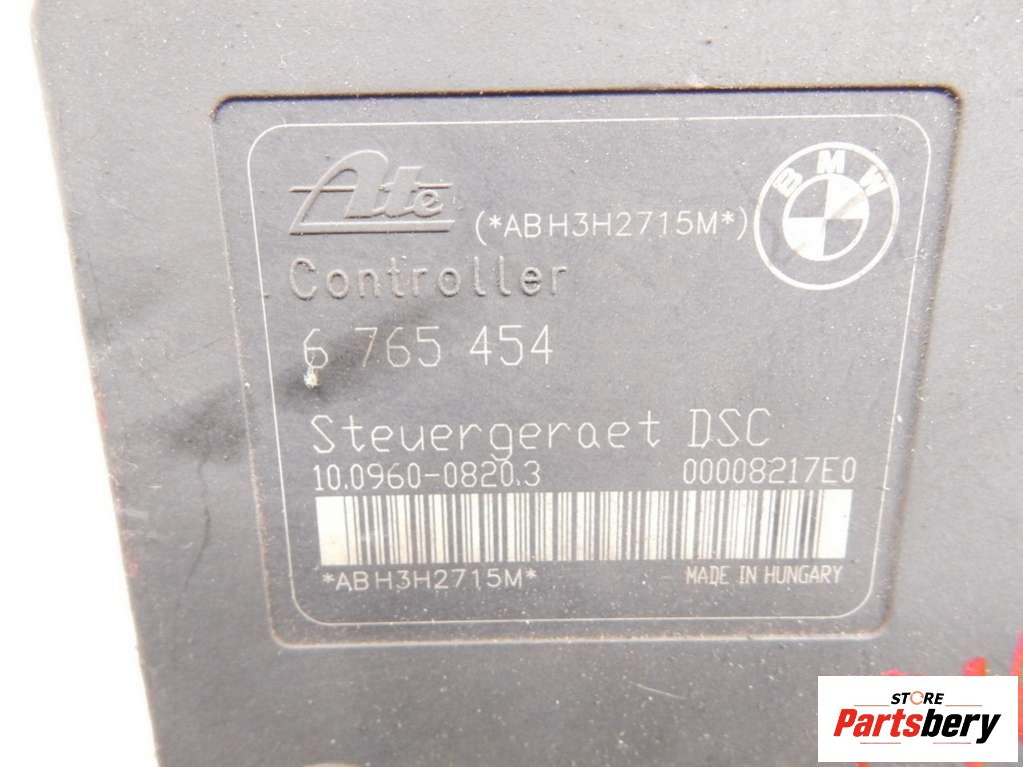 Ate
(*ABH3H2715M*)
BMW
Controller
6 765 454
Steuergeraet DSC
10.0960-0820.3 00008217E0
*ABH3H2715M* MADE IN HUNGARY
STORE
Partsbery